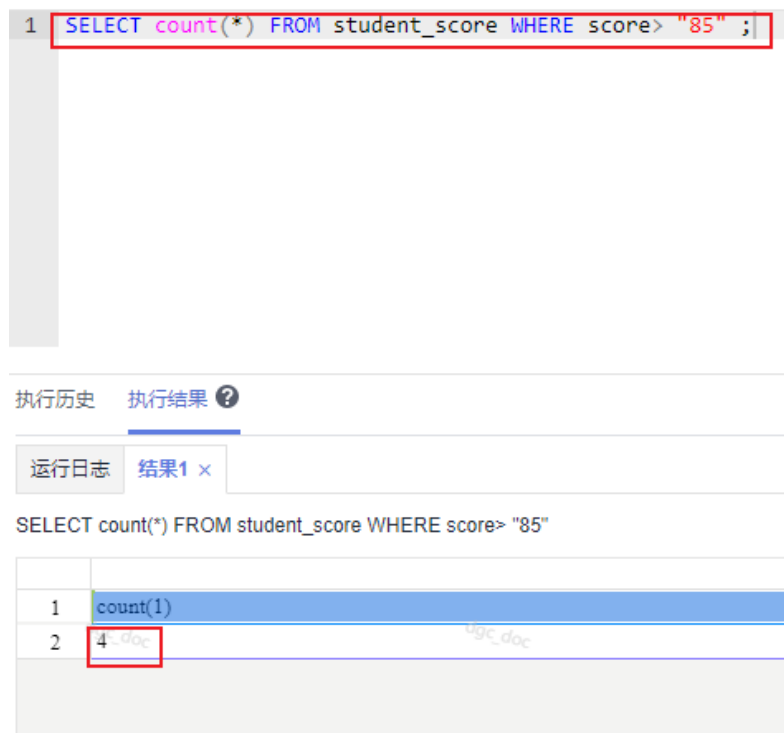 1 SELECT count(*) FROM student_score WHERE score> "85" ;
执行历史 执行结果 ?
运行日志 结果1 ×
SELECT count(*) FROM student_score WHERE score> "85"
1 count(1)
2 4
dgc_doc